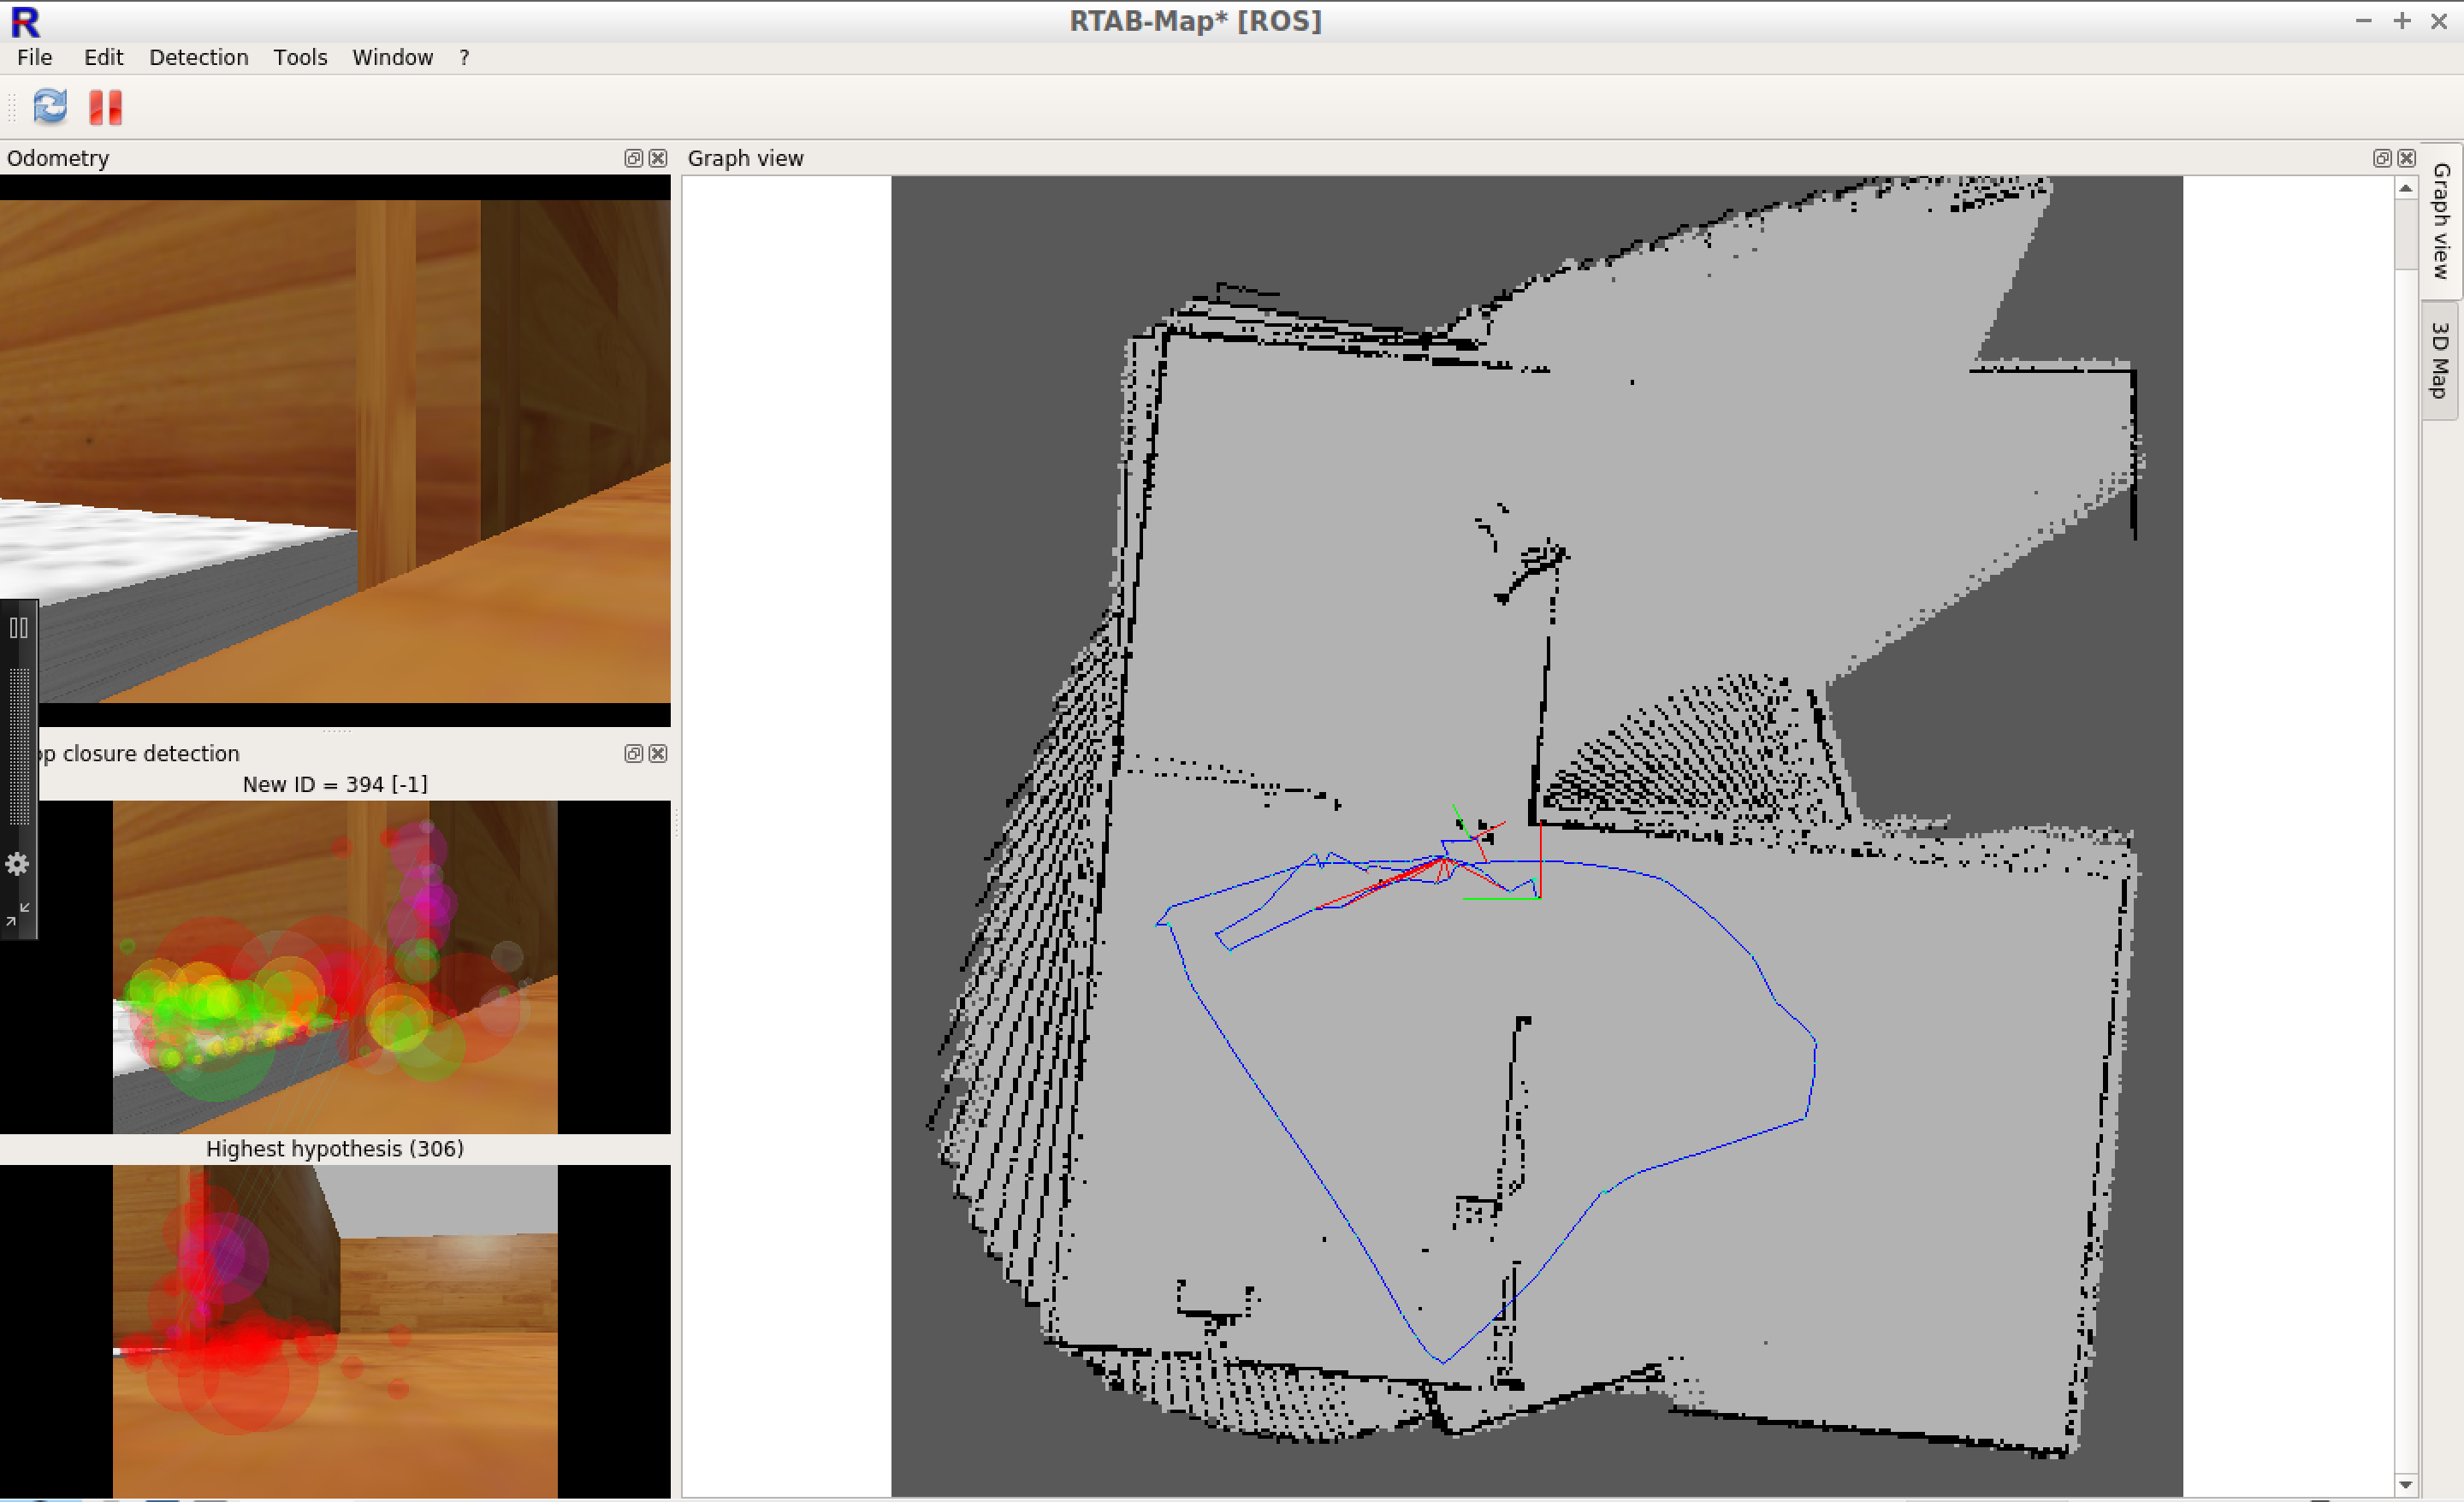 RTAB-Map* [ROS]
File Edit Detection Tools Window ?
Odometry
Graph view
Graph view
3D Map
op closure detection
New ID = 394 [-1]
Highest hypothesis (306)